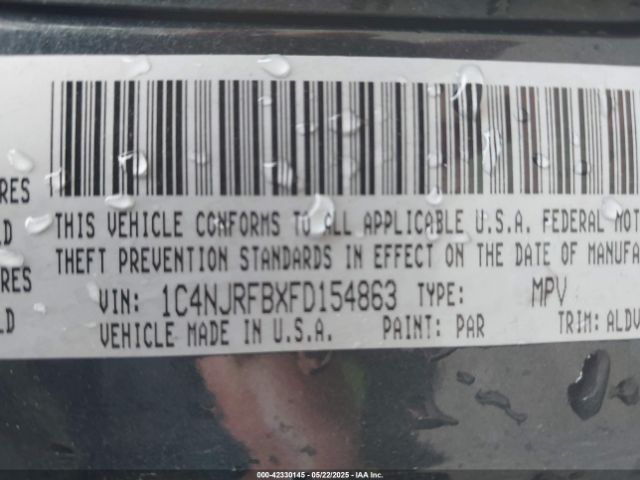 RES
LD
RES
LD
THIS VEHICLE CONFORMS TO ALL APPLICABLE U.S.A. FEDERAL MOT
THEFT PREVENTION STANDARDS IN EFFECT ON THE DATE OF MANUFA
VIN: 1C4NJRFBXFD154863 TYPE: MPV
VEHICLE MADE IN U.S.A. PAINT: PAR TRIM: ALDV
000-42330145 - 05/22/2025 - IAA Inc.